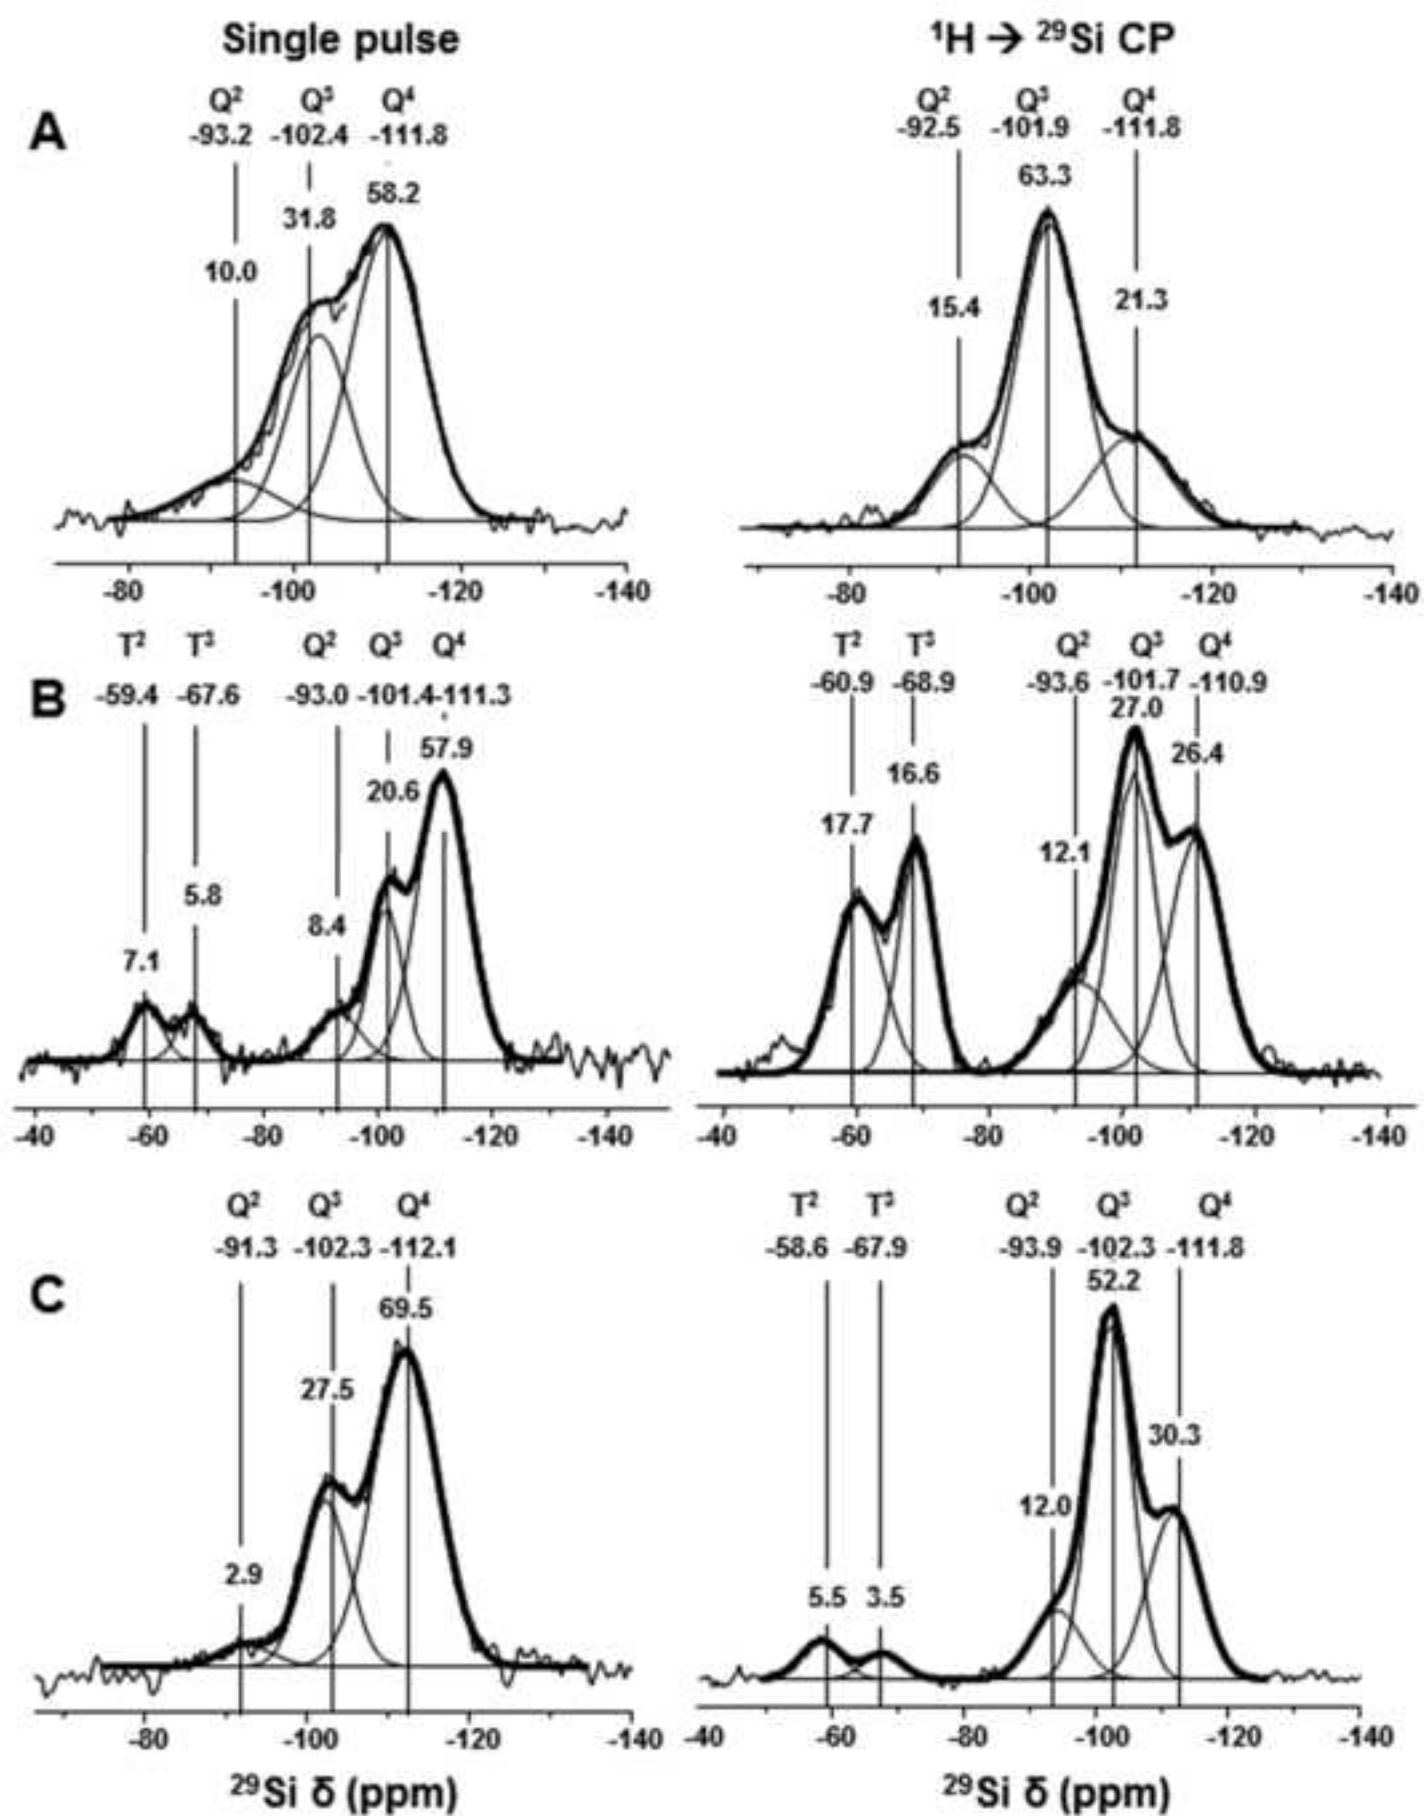 Single pulse
¹H → ²⁹Si CP
A
Q² Q³ Q⁴
-93.2 -102.4 -111.8
58.2
31.8
10.0
-80 -100 -120 -140
Q² Q³ Q⁴
-92.5 -101.9 -111.8
63.3
15.4
21.3
-80 -100 -120 -140
B
T² T³ Q² Q³ Q⁴
-59.4 -67.6 -93.0 -101.4 -111.3
57.9
20.6
5.8
8.4
7.1
-40 -60 -80 -100 -120 -140
T² T³ Q² Q³ Q⁴
-60.9 -68.9 -93.6 -101.7 -110.9
27.0
26.4
16.6
17.7
12.1
-40 -60 -80 -100 -120 -140
C
Q² Q³ Q⁴
-91.3 -102.3 -112.1
69.5
27.5
2.9
-80 -100 -120 -140
²⁹Si δ (ppm)
T² T³ Q² Q³ Q⁴
-58.6 -67.9 -93.9 -102.3 -111.8
52.2
30.3
12.0
5.5 3.5
-40 -60 -80 -100 -120 -140
²⁹Si δ (ppm)